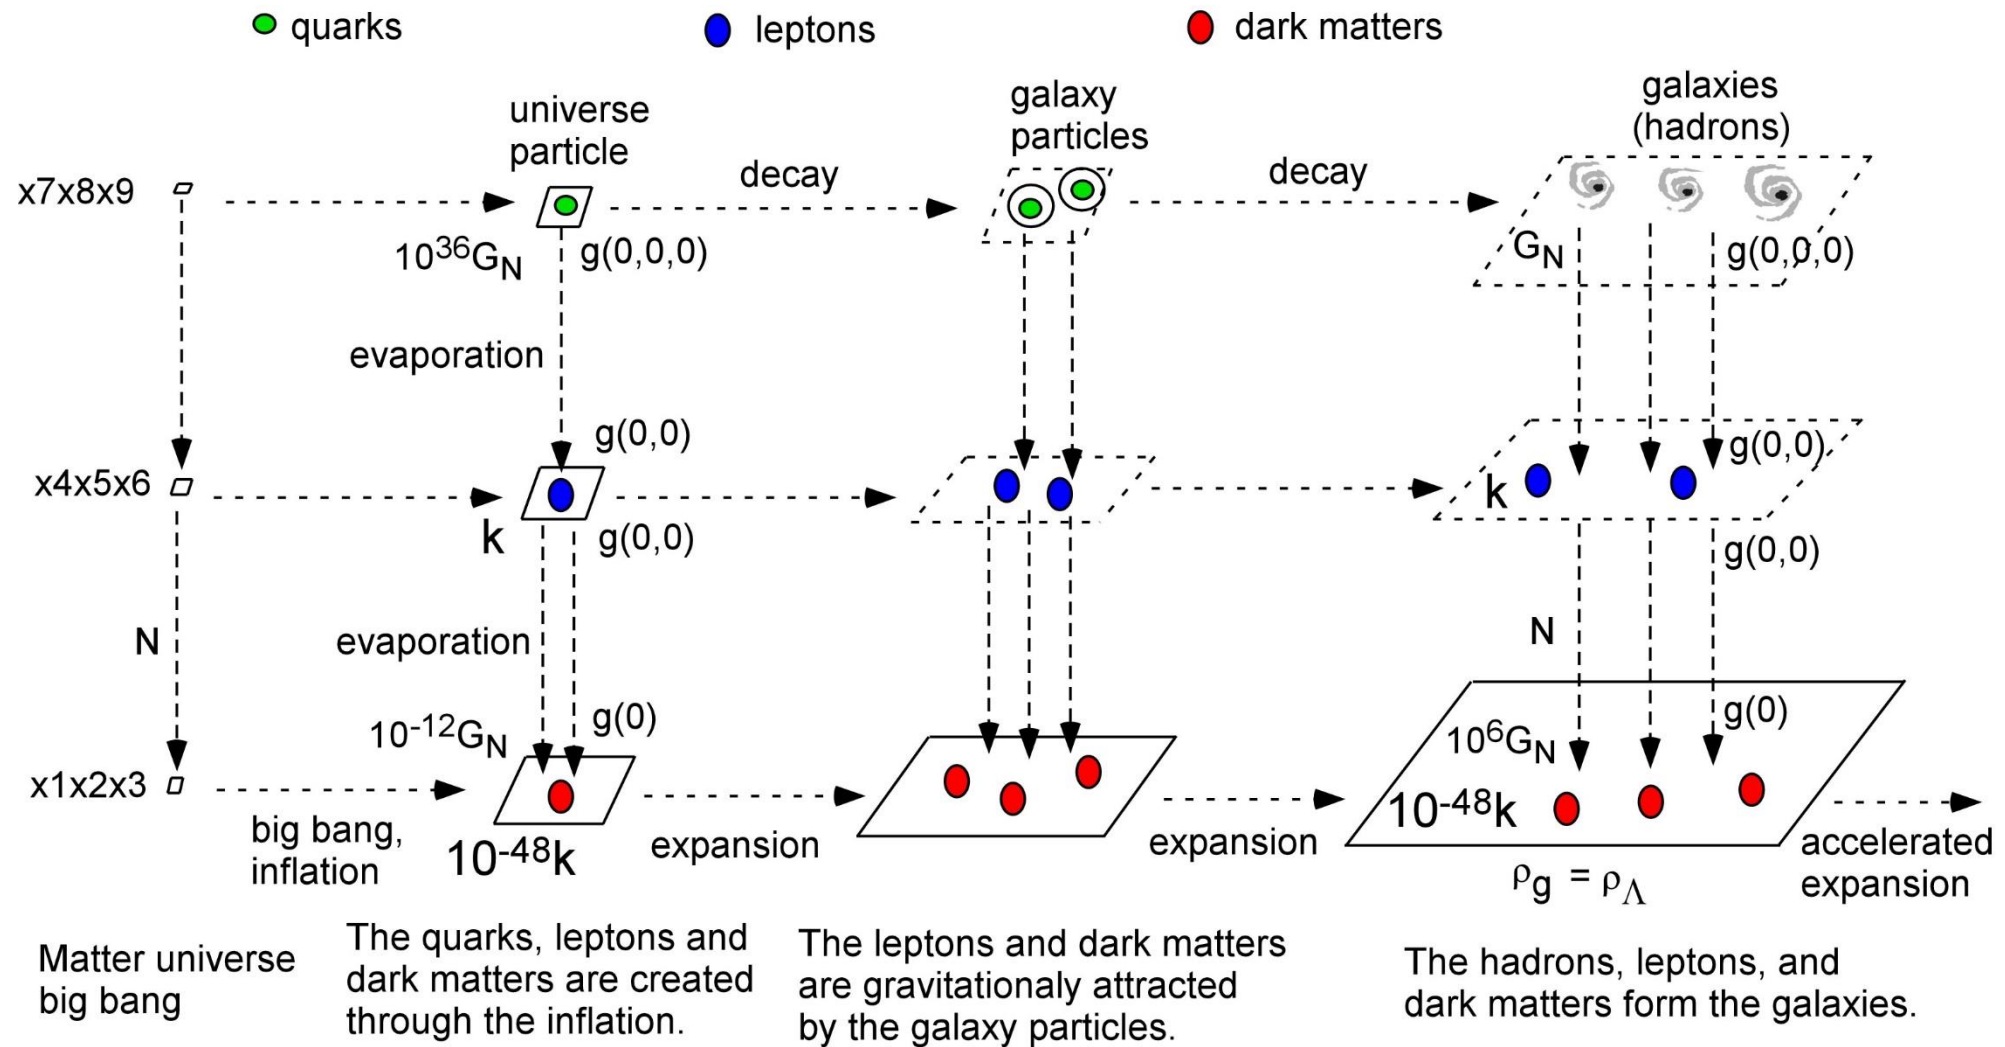 quarks
leptons
dark matters
universe
particle
galaxy
particles
galaxies
(hadrons)
x7x8x9
decay
decay
10³⁶G_N
g(0,0,0)
G_N
g(0,0,0)
evaporation
g(0,0)
g(0,0)
x4x5x6
k
k
g(0,0)
g(0,0)
N
evaporation
N
10⁻¹²G_N
g(0)
g(0)
10⁶G_N
x1x2x3
10⁻⁴⁸k
big bang,
inflation
10⁻⁴⁸k
expansion
expansion
accelerated
expansion
ρ_g = ρ_Λ
Matter universe
big bang
The quarks, leptons and
dark matters are created
through the inflation.
The leptons and dark matters
are gravitationaly attracted
by the galaxy particles.
The hadrons, leptons, and
dark matters form the galaxies.